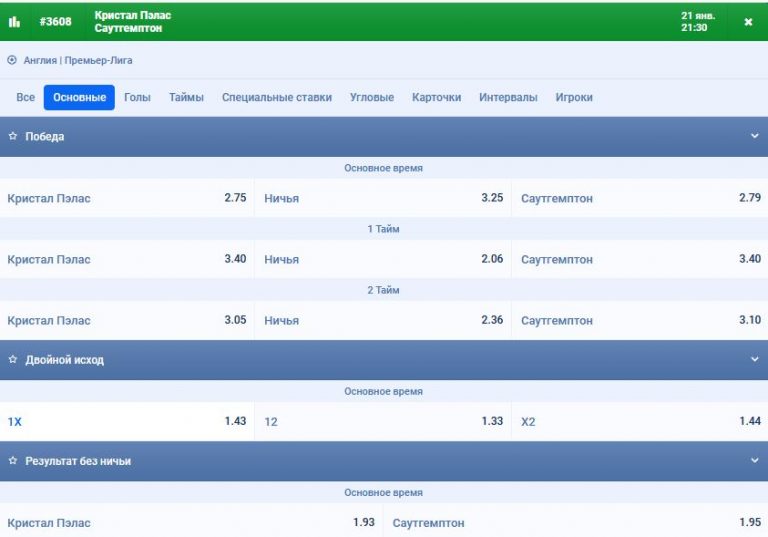 #3608
Кристал Пэлас
Саутгемптон
21 янв.
21:30
Англия | Премьер-Лига
Все Основные Голы Таймы Специальные ставки Угловые Карточки Интервалы Игроки
Победа
Основное время
Кристал Пэлас 2.75 Ничья 3.25 Саутгемптон 2.79
1 Тайм
Кристал Пэлас 3.40 Ничья 2.06 Саутгемптон 3.40
2 Тайм
Кристал Пэлас 3.05 Ничья 2.36 Саутгемптон 3.10
Двойной исход
Основное время
1X 1.43 12 1.33 X2 1.44
Результат без ничьи
Основное время
Кристал Пэлас 1.93 Саутгемптон 1.95